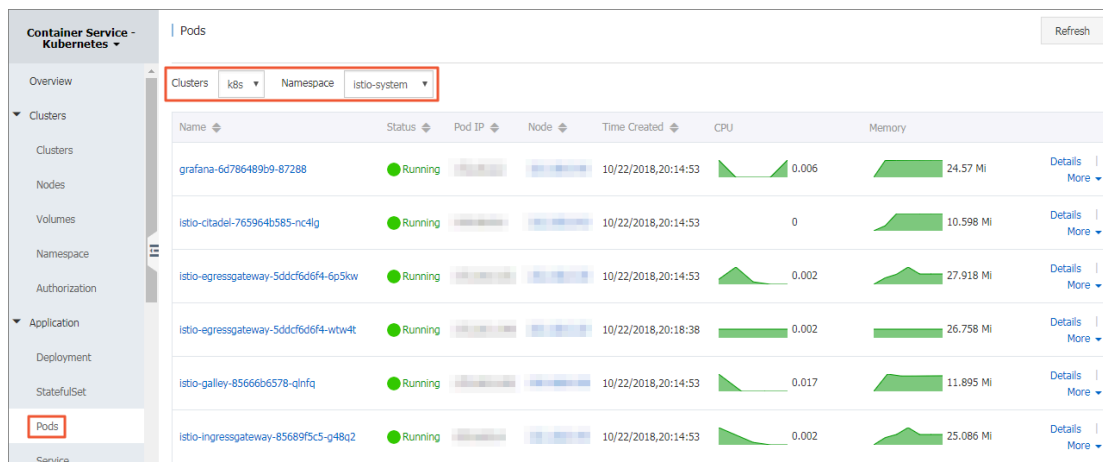 Container Service -
Kubernetes
Pods
Refresh
Overview
Clusters
Clusters
Nodes
Volumes
Namespace
Authorization
Application
Deployment
StatefulSet
Pods
Service
Clusters k8s Namespace istio-system
Name Status Pod IP Node Time Created CPU Memory
grafana-6d786489b9-87288 Running 10/22/2018,20:14:53 0.006 24.57 Mi Details |
More
istio-citadel-765964b585-nc4lg Running 10/22/2018,20:14:53 0 10.598 Mi Details |
More
istio-egressgateway-5ddcf6d6f4-6p5kw Running 10/22/2018,20:14:53 0.002 27.918 Mi Details |
More
istio-egressgateway-5ddcf6d6f4-wtw4t Running 10/22/2018,20:18:38 0.002 26.758 Mi Details |
More
istio-galley-85666b6578-qlnfq Running 10/22/2018,20:14:53 0.017 11.895 Mi Details |
More
istio-ingressgateway-85689f5c5-g48q2 Running 10/22/2018,20:14:53 0.002 25.086 Mi Details |
More